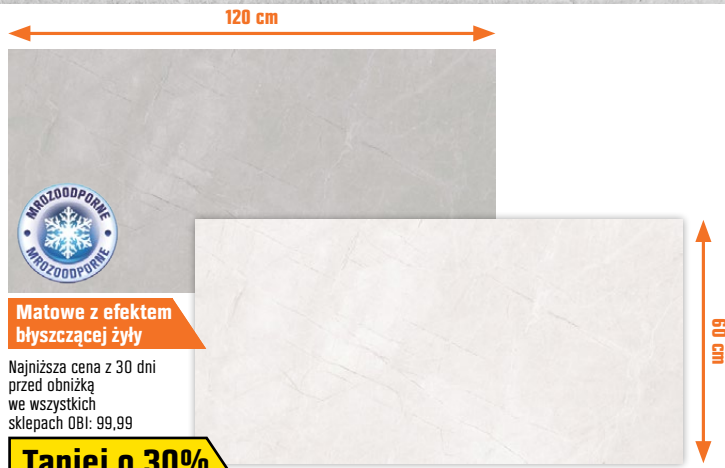 120 cm
MROZOODPORNE
MROZOODPORNE
Matowe z efektem
błyszczącej żyły
60 cm
Najniższa cena z 30 dni
przed obniżką
we wszystkich
sklepach OBI: 99,99
Taniej o 30%